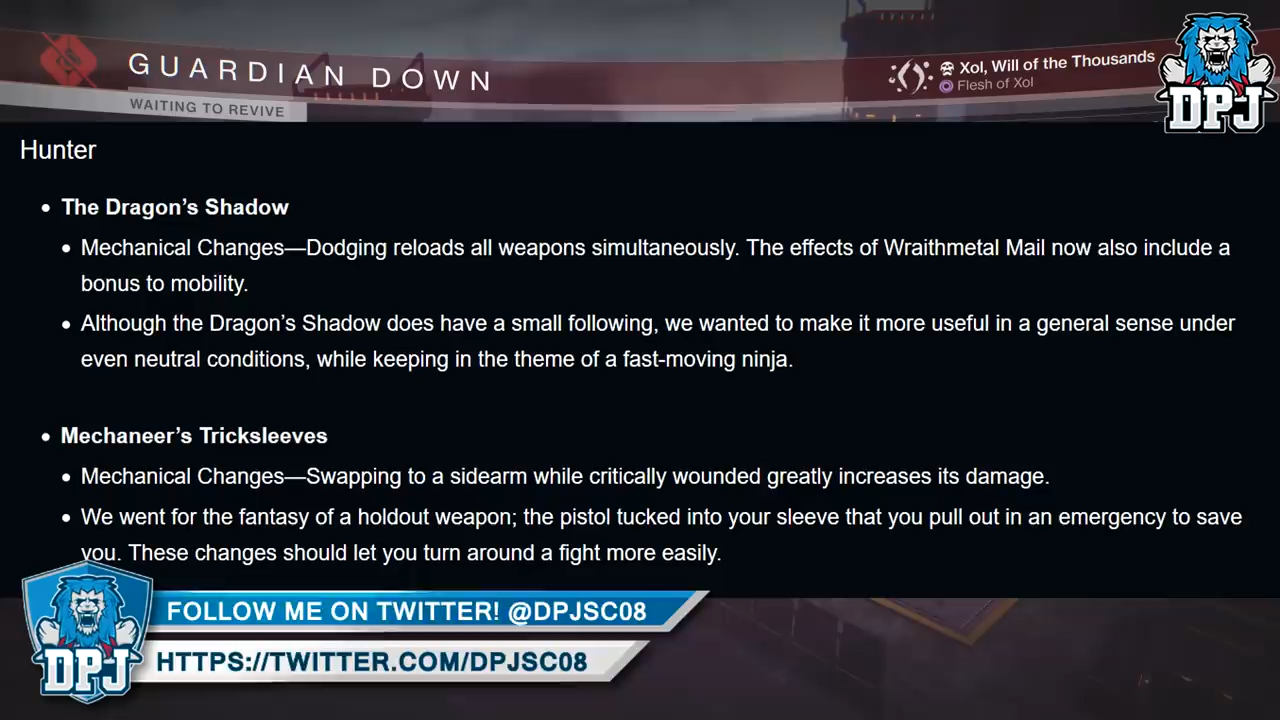 GUARDIAN DOWN
WAITING TO REVIVE
Xol, Will of the Thousands
Flesh of Xol
DPJ
Hunter
• The Dragon’s Shadow
• Mechanical Changes—Dodging reloads all weapons simultaneously. The effects of Wraithmetal Mail now also include a
bonus to mobility.
• Although the Dragon’s Shadow does have a small following, we wanted to make it more useful in a general sense under
even neutral conditions, while keeping in the theme of a fast-moving ninja.
• Mechaneer’s Tricksleeves
• Mechanical Changes—Swapping to a sidearm while critically wounded greatly increases its damage.
• We went for the fantasy of a holdout weapon; the pistol tucked into your sleeve that you pull out in an emergency to save
you. These changes should let you turn around a fight more easily.
FOLLOW ME ON TWITTER! @DPJSC08
HTTPS://TWITTER.COM/DPJSC08
DPJ